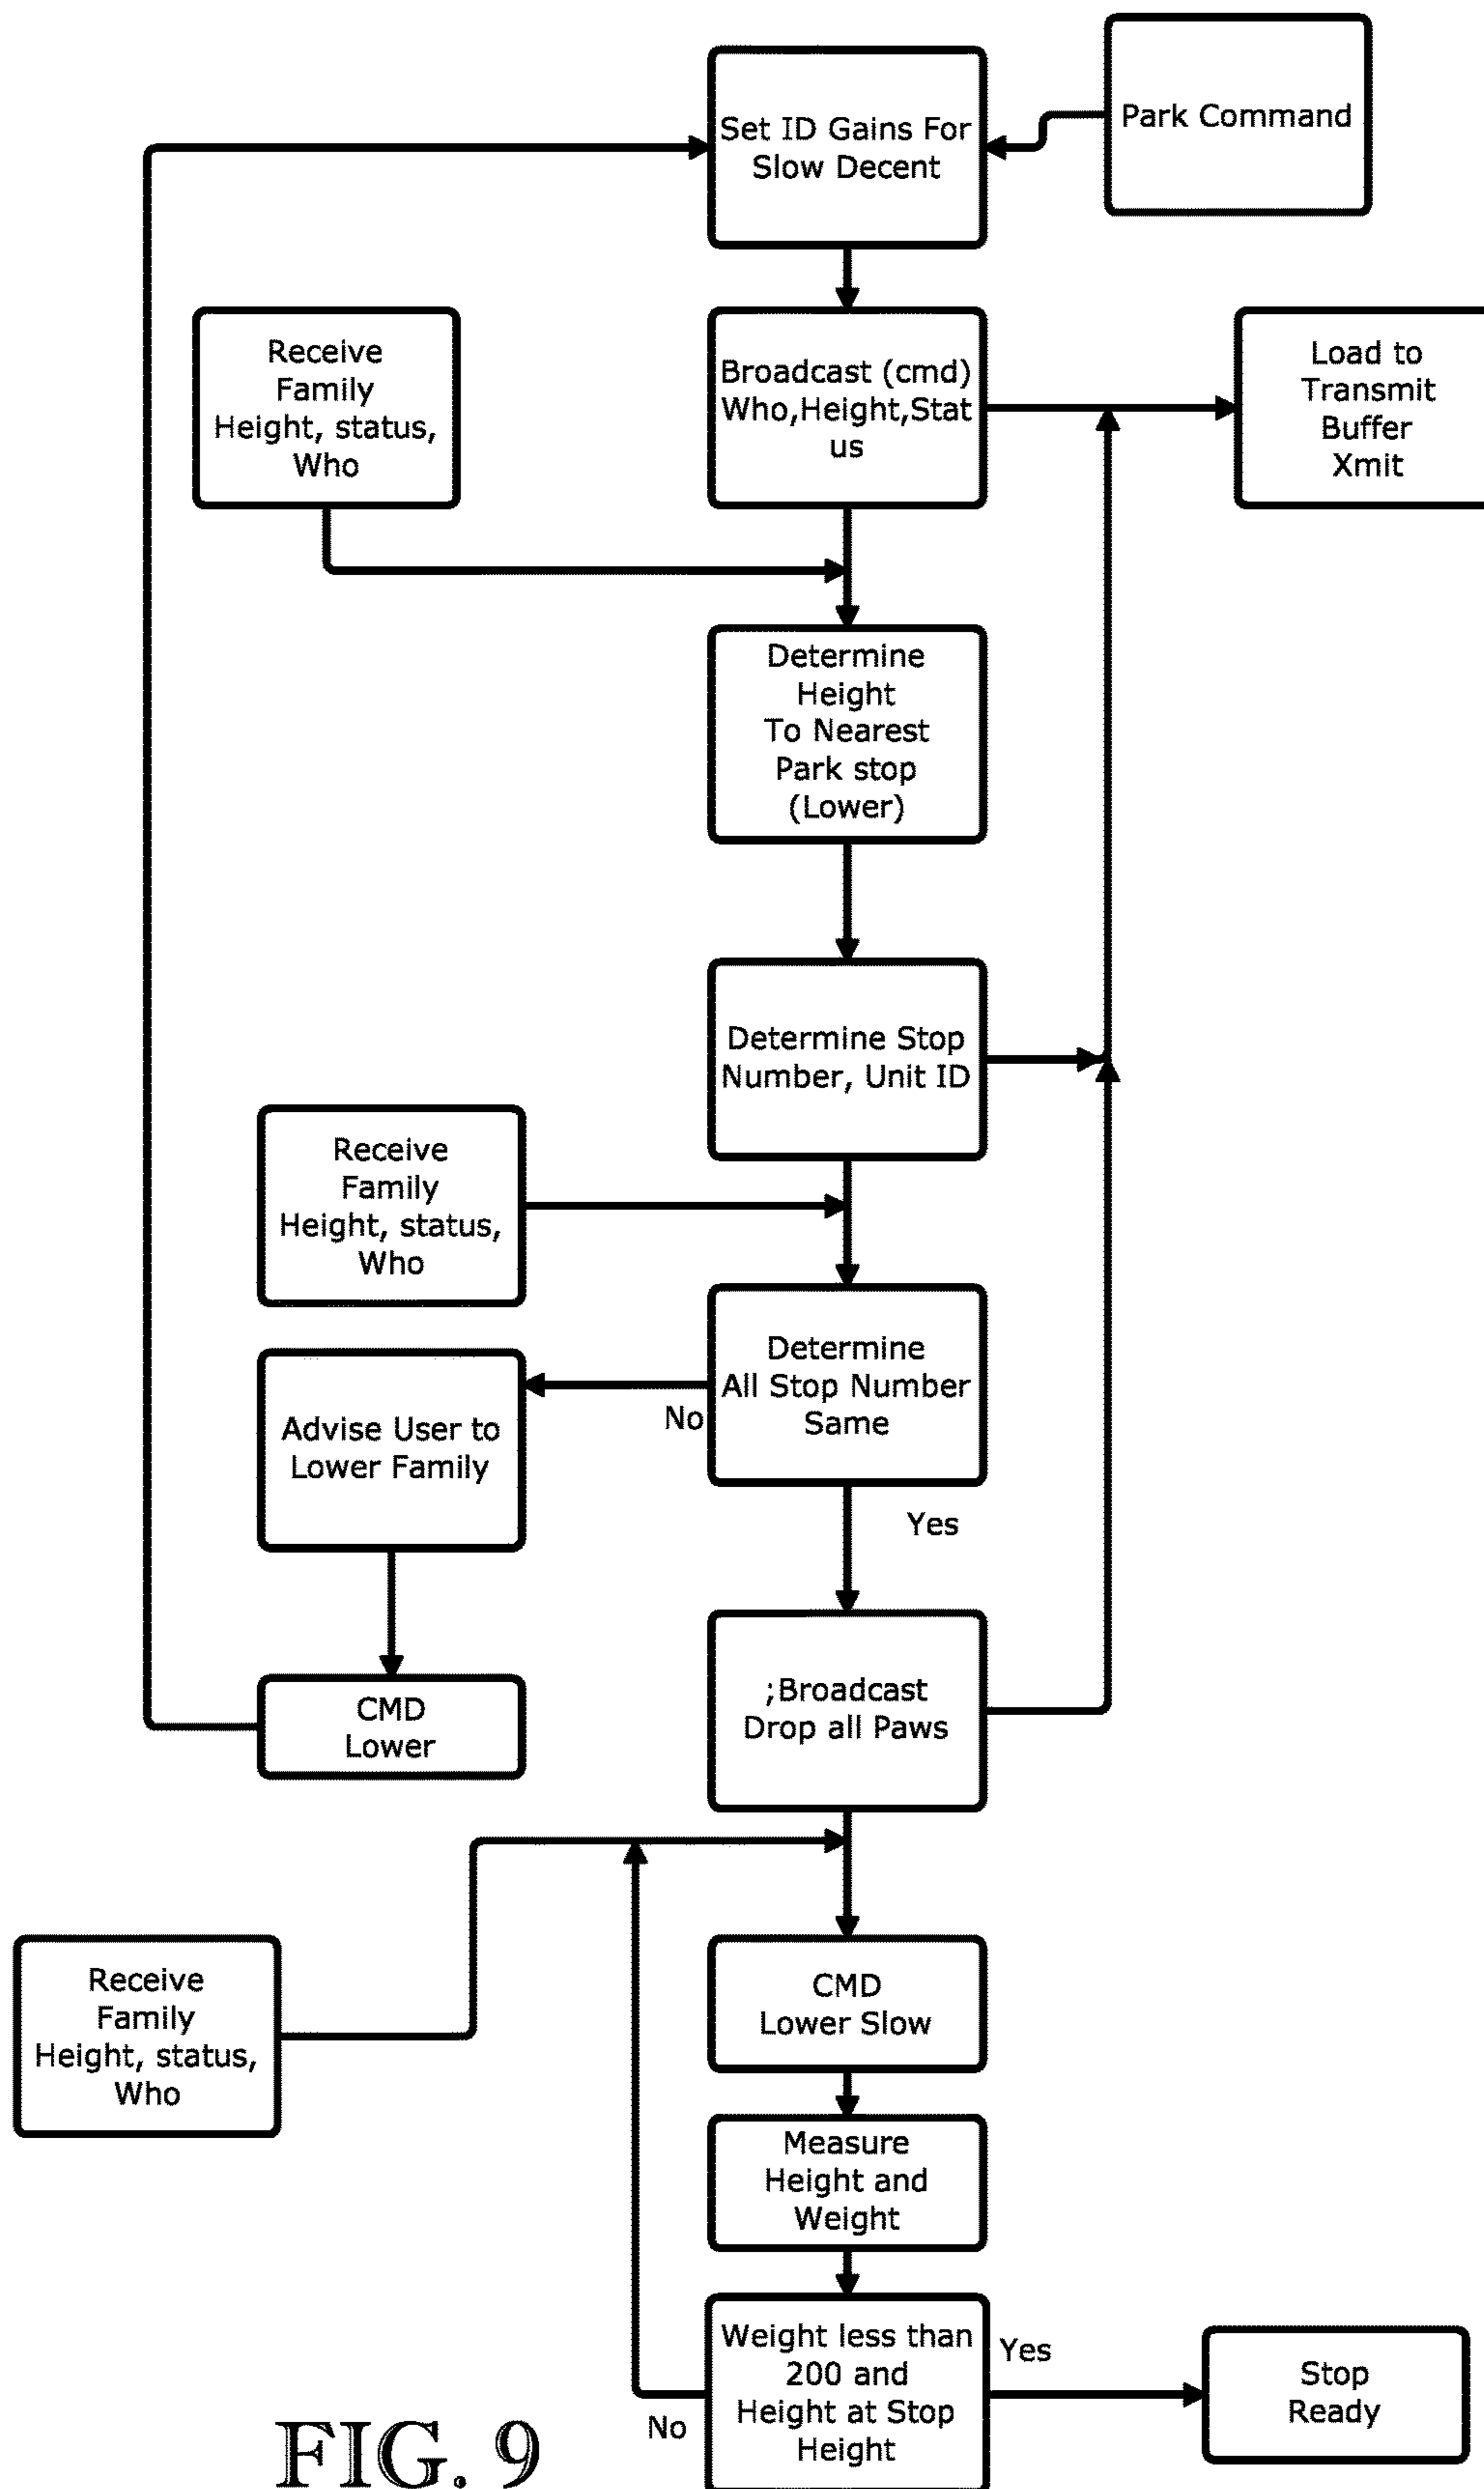 Park Command
Set ID Gains For
Slow Decent
Receive
Family
Height, status,
Who
Broadcast (cmd)
Who,Height,Stat
us
Load to
Transmit
Buffer
Xmit
Determine
Height
To Nearest
Park stop
(Lower)
Determine Stop
Number, Unit ID
Receive
Family
Height, status,
Who
Determine
All Stop Number
Same
No
Advise User to
Lower Family
Yes
CMD
Lower
;Broadcast
Drop all Paws
Receive
Family
Height, status,
Who
CMD
Lower Slow
Measure
Height and
Weight
Weight less than
200 and
Height at Stop
Height
Yes
No
Stop
Ready
FIG. 9